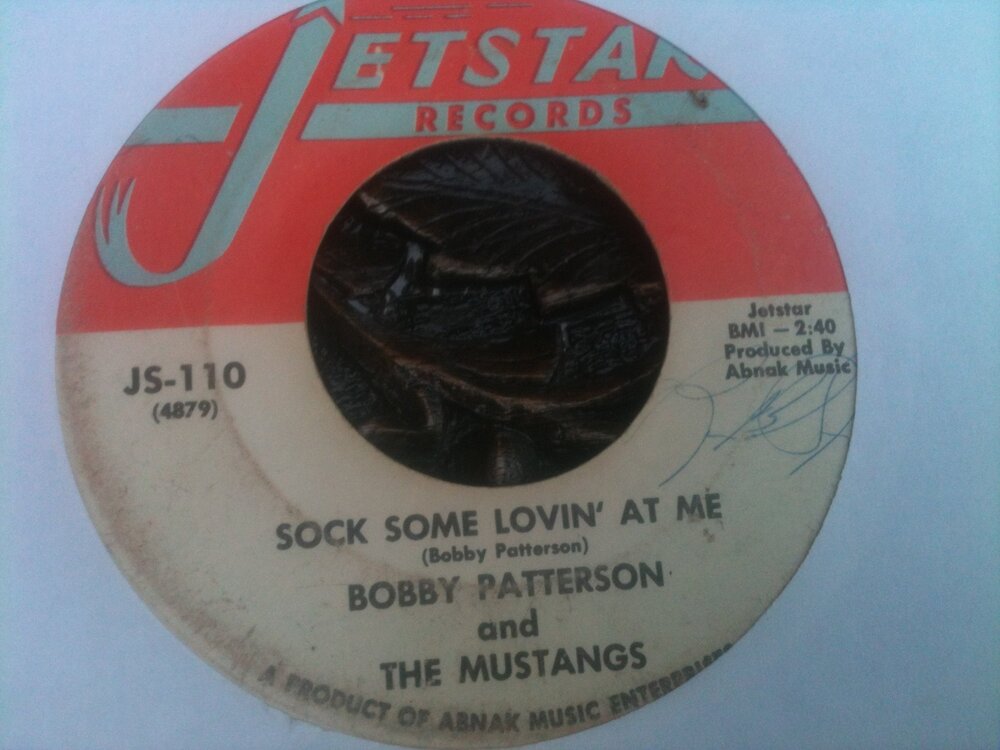 JETSTAR
RECORDS
Jetstar
BMI — 2:40
Produced By
Abnak Music
JS-110
(4879)
SOCK SOME LOVIN' AT ME
(Bobby Patterson)
BOBBY PATTERSON
and
THE MUSTANGS
A PRODUCT OF ABNAK MUSIC ENTERPRISES